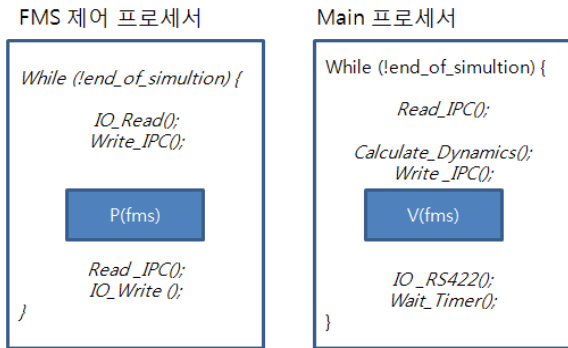 FMS 제어 프로세서
While (!end_of_simultion) {
IO_Read();
Write_IPC();
P(fms)
Read _IPC();
IO_Write ();
}
Main 프로세서
While (!end_of_simultion) {
Read_IPC();
Calculate_Dynamics();
Write _IPC();
V(fms)
IO _RS422();
Wait_Timer();
}